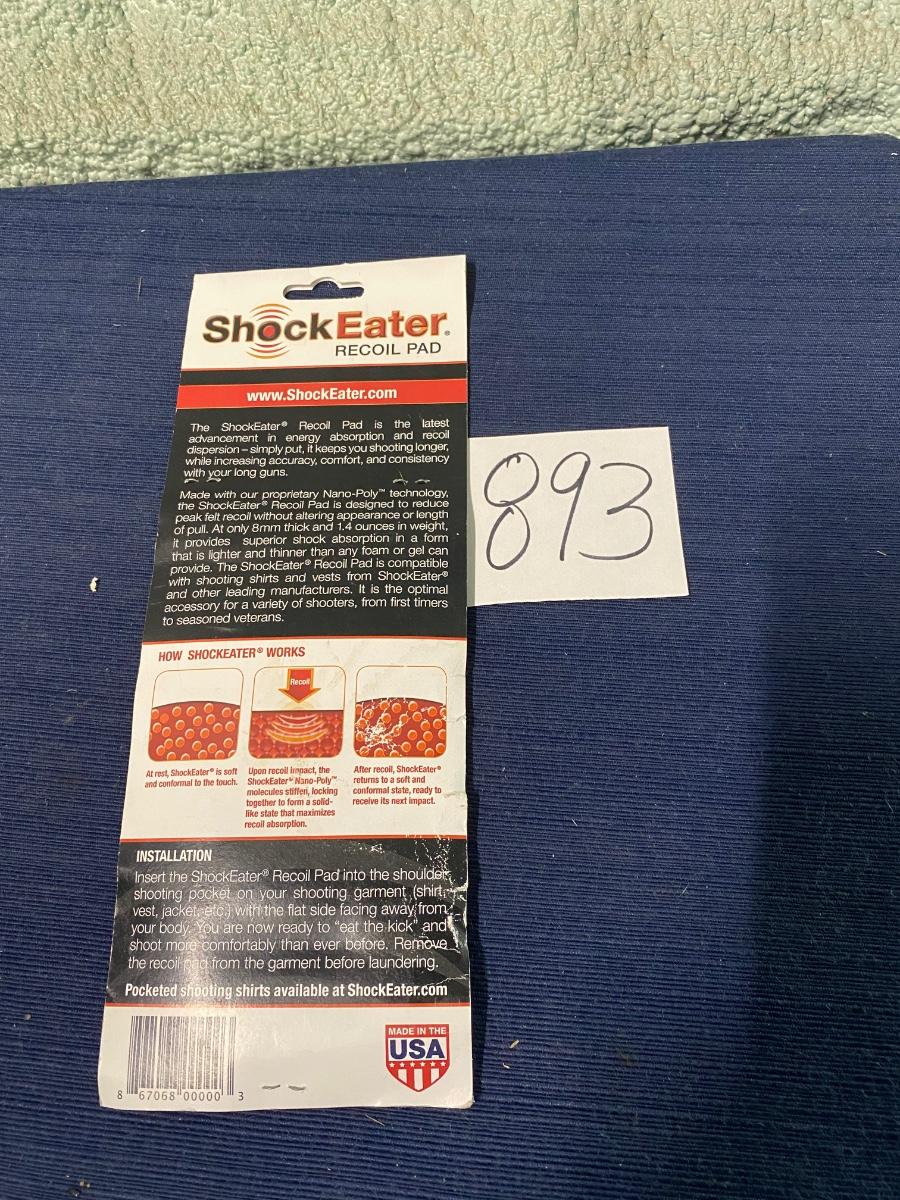 ShockEater®
RECOIL PAD
www.ShockEater.com
The ShockEater® Recoil Pad is the latest
advancement in energy absorption and recoil
dispersion – simply put, it keeps you shooting longer,
while increasing accuracy, comfort, and consistency
with your long guns.
Made with our proprietary Nano-Poly™ technology,
the ShockEater® Recoil Pad is designed to reduce
peak felt recoil without altering appearance or length
of pull. At only 8mm thick and 1.4 ounces in weight,
it provides superior shock absorption in a form
that is lighter and thinner than any foam or gel can
provide. The ShockEater® Recoil Pad is compatible
with shooting shirts and vests from ShockEater®
and other leading manufacturers. It is the optimal
accessory for a variety of shooters, from first timers
to seasoned veterans.
893
HOW SHOCKEATER® WORKS
Recoil
At rest, ShockEater® is soft
and conformal to the touch.
Upon recoil impact, the
ShockEater® Nano-Poly™
molecules stiffen, locking
together to form a solid-
like state that maximizes
recoil absorption.
After recoil, ShockEater®
returns to a soft and
conformal state, ready to
receive its next impact.
INSTALLATION
Insert the ShockEater® Recoil Pad into the shoulder
shooting pocket on your shooting garment (shirt,
vest, jacket, etc.) with the flat side facing away from
your body. You are now ready to “eat the kick” and
shoot more comfortably than ever before. Remove
the recoil pad from the garment before laundering.
Pocketed shooting shirts available at ShockEater.com
MADE IN THE
USA
8 67068 00000 3